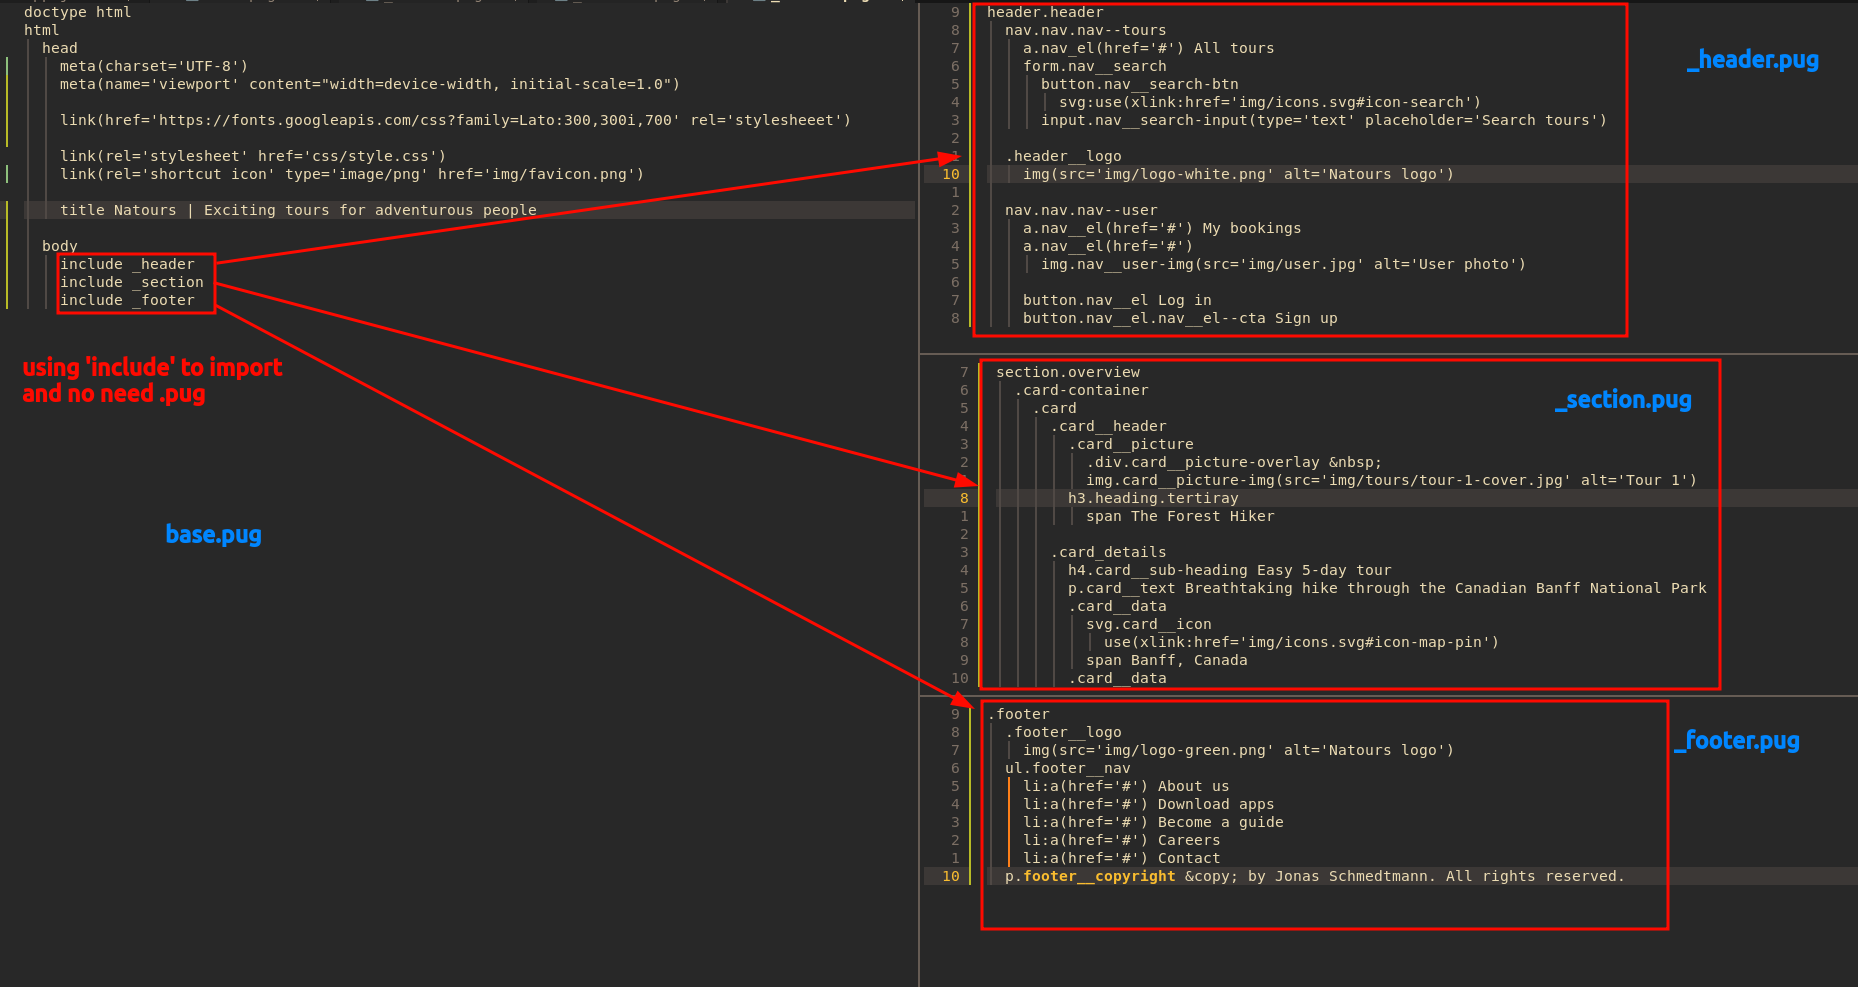 doctype html
html
head
meta(charset='UTF-8')
meta(name='viewport' content="width=device-width, initial-scale=1.0")
link(href='https://fonts.googleapis.com/css?family=Lato:300,300i,700' rel='stylesheeet')
link(rel='stylesheet' href='css/style.css')
link(rel='shortcut icon' type='image/png' href='img/favicon.png')
title Natours | Exciting tours for adventurous people
body
include _header
include _section
include _footer
using 'include' to import
and no need .pug
base.pug
9 header.header
8 nav.nav.nav--tours
7 a.nav_el(href='#') All tours
6 form.nav__search
5 button.nav__search-btn
4 svg:use(xlink:href='img/icons.svg#icon-search')
3 input.nav__search-input(type='text' placeholder='Search tours')
2
1 .header__logo
10 img(src='img/logo-white.png' alt='Natours logo')
1
2 nav.nav.nav--user
3 a.nav__el(href='#') My bookings
4 a.nav__el(href='#')
5 img.nav__user-img(src='img/user.jpg' alt='User photo')
6
7 button.nav__el Log in
8 button.nav__el.nav__el--cta Sign up
_header.pug
7 section.overview
6 .card-container
5 .card
4 .card__header
3 .card__picture
2 .div.card__picture-overlay &nbsp;
img.card__picture-img(src='img/tours/tour-1-cover.jpg' alt='Tour 1')
8 h3.heading.tertiray
1 span The Forest Hiker
2
3 .card_details
4 h4.card__sub-heading Easy 5-day tour
5 p.card__text Breathtaking hike through the Canadian Banff National Park
6 .card__data
7 svg.card__icon
8 use(xlink:href='img/icons.svg#icon-map-pin')
9 span Banff, Canada
10 .card__data
_section.pug
9 .footer
8 .footer__logo
7 img(src='img/logo-green.png' alt='Natours logo')
6 ul.footer__nav
5 li:a(href='#') About us
4 li:a(href='#') Download apps
3 li:a(href='#') Become a guide
2 li:a(href='#') Careers
1 li:a(href='#') Contact
10 p.footer__copyright &copy; by Jonas Schmedtmann. All rights reserved.
_footer.pug